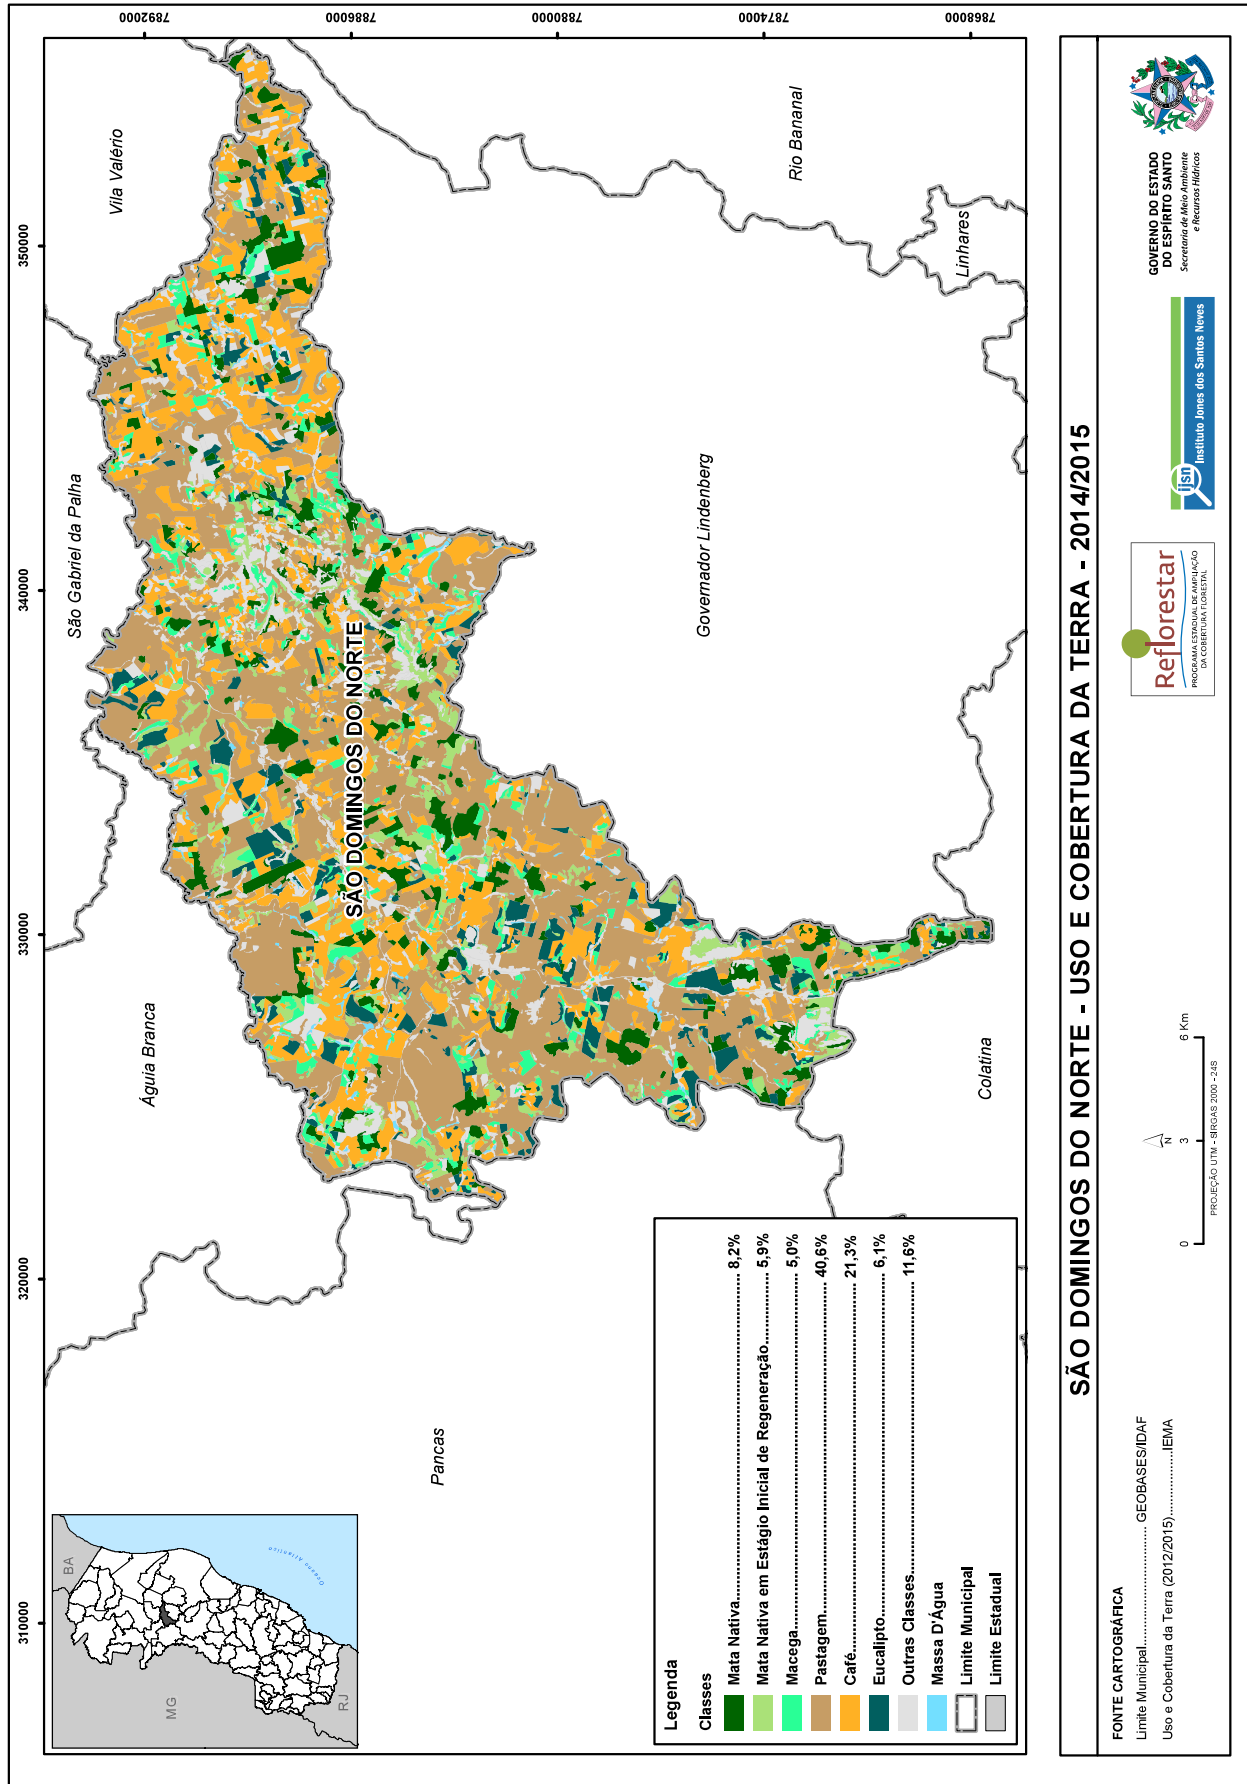 310000
320000
330000
340000
350000
7892000
7886000
7880000
7874000
7868000
BA
MG
RJ
Oceano Atlântico
Vila Valério
São Gabriel da Palha
Águia Branca
Rio Bananal
Linhares
SÃO DOMINGOS DO NORTE
Governador Lindenberg
Pancas
Colatina
Legenda
Classes
Mata Nativa................................. 8,2%
Mata Nativa em Estágio Inicial de Regeneração.......... 5,9%
Macega...................................... 5,0%
Pastagem.................................... 40,6%
Café........................................ 21,3%
Eucalipto................................... 6,1%
Outras Classes.............................. 11,6%
Massa D'Água
Limite Municipal
Limite Estadual
SÃO DOMINGOS DO NORTE - USO E COBERTURA DA TERRA - 2014/2015
FONTE CARTOGRÁFICA
Limite Municipal................................ GEOBASES/IDAF
Uso e Cobertura da Terra (2012/2015)................IEMA
N
0 3 6 Km
PROJEÇÃO UTM - SIRGAS 2000 - 24S
Reflorestar
PROGRAMA ESTADUAL DE AMPLIAÇÃO
DA COBERTURA FLORESTAL
ijsn
Instituto Jones dos Santos Neves
GOVERNO DO ESTADO
DO ESPÍRITO SANTO
Secretaria de Meio Ambiente
e Recursos Hídricos